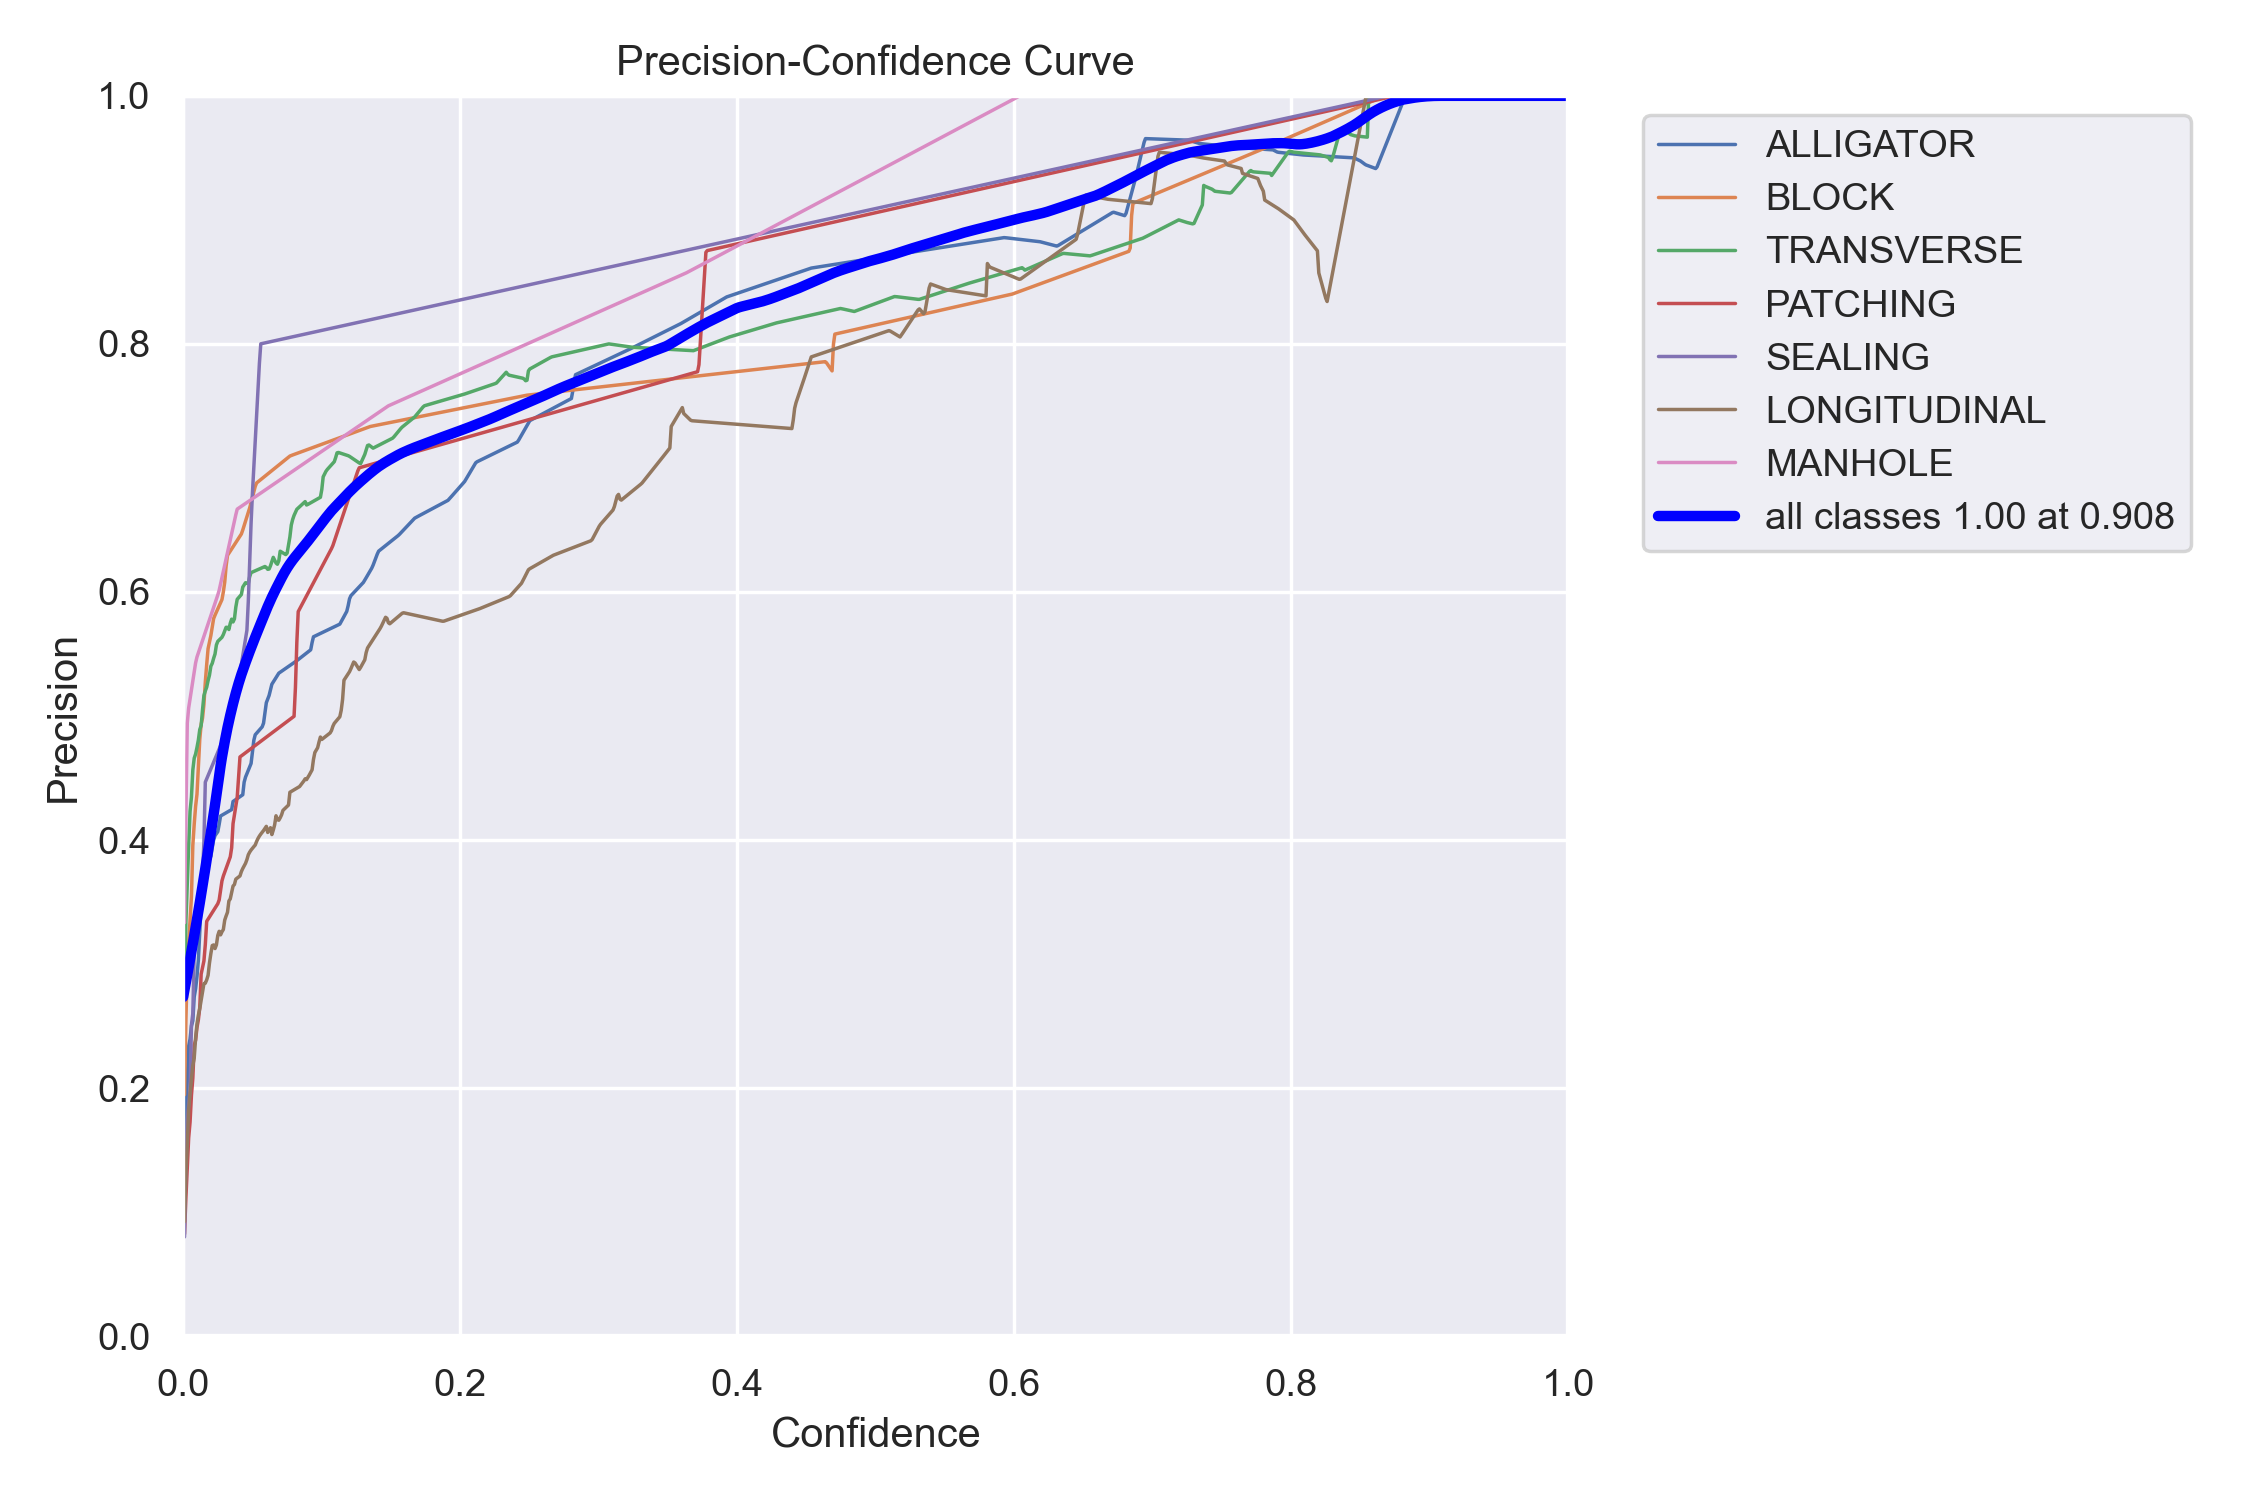 Precision-Confidence Curve
1.0
0.8
0.6
0.4
0.2
0.0
Precision
0.0 0.2 0.4 0.6 0.8 1.0
Confidence
ALLIGATOR
BLOCK
TRANSVERSE
PATCHING
SEALING
LONGITUDINAL
MANHOLE
all classes 1.00 at 0.908